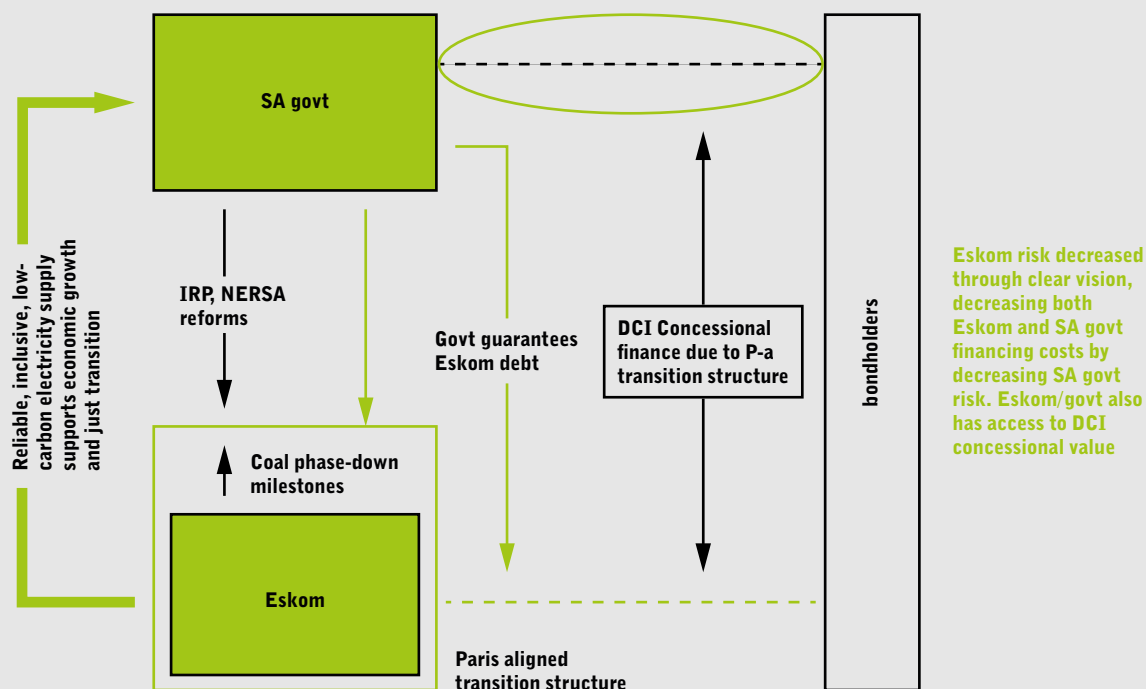 SA govt
Reliable, inclusive, low-
carbon electricity supply
supports economic growth
and just transition
IRP, NERSA
reforms
Govt guarantees
Eskom debt
DCI Concessional
finance due to P-a
transition structure
bondholders
Eskom risk decreased
through clear vision,
decreasing both
Eskom and SA govt
financing costs by
decreasing SA govt
risk. Eskom/govt also
has access to DCI
concessional value
Coal phase-down
milestones
Eskom
Paris aligned
transition structure